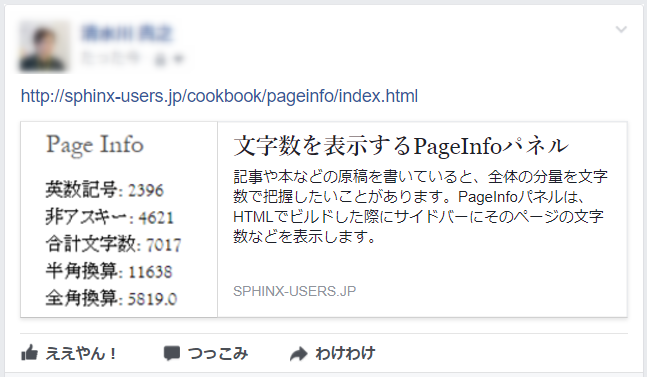 http://sphinx-users.jp/cookbook/pageinfo/index.html
Page Info
英数記号: 2396
非アスキー: 4621
合計文字数: 7017
半角換算: 11638
全角換算: 5819.0
文字数を表示するPageInfoパネル
記事や本などの原稿を書いていると、全体の分量を文字
数で把握したいことがあります。PageInfoパネルは、
HTMLでビルドした際にサイドバーにそのページの文字
数などを表示します。
SPHINX-USERS.JP
ええやん！
つっこみ
わけわけ